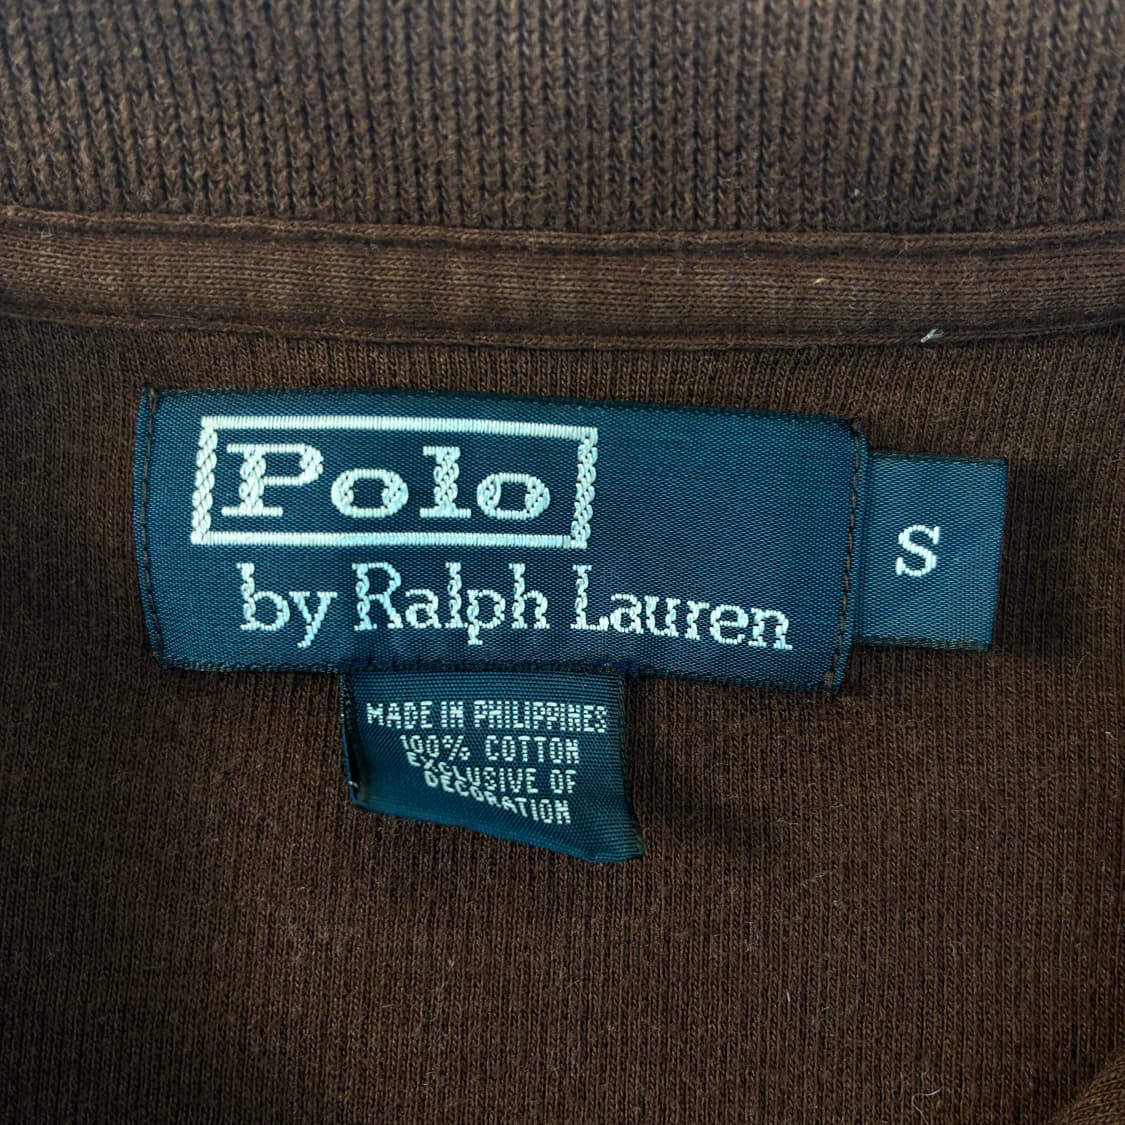 Polo
by Ralph Lauren
S
MADE IN PHILIPPINES
100% COTTON
EXCLUSIVE OF
DECORATION